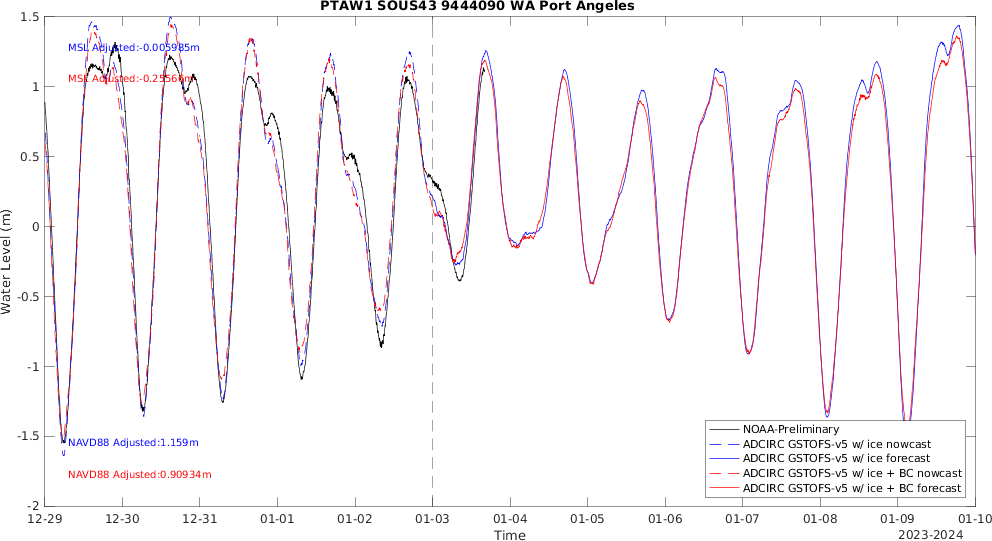 PTAW1 SOUS43 9444090 WA Port Angeles
1.5
1
0.5
0
-0.5
-1
-1.5
-2
Water Level (m)
MSL Adjusted:-0.005985m
MSL Adjusted:-0.25564m
NAVD88 Adjusted:1.159m
NAVD88 Adjusted:0.90934m
NOAA-Preliminary
ADCIRC GSTOFS-v5 w/ ice nowcast
ADCIRC GSTOFS-v5 w/ ice forecast
ADCIRC GSTOFS-v5 w/ ice + BC nowcast
ADCIRC GSTOFS-v5 w/ ice + BC forecast
12-29 12-30 12-31 01-01 01-02 01-03 01-04 01-05 01-06 01-07 01-08 01-09 01-10
Time
2023-2024